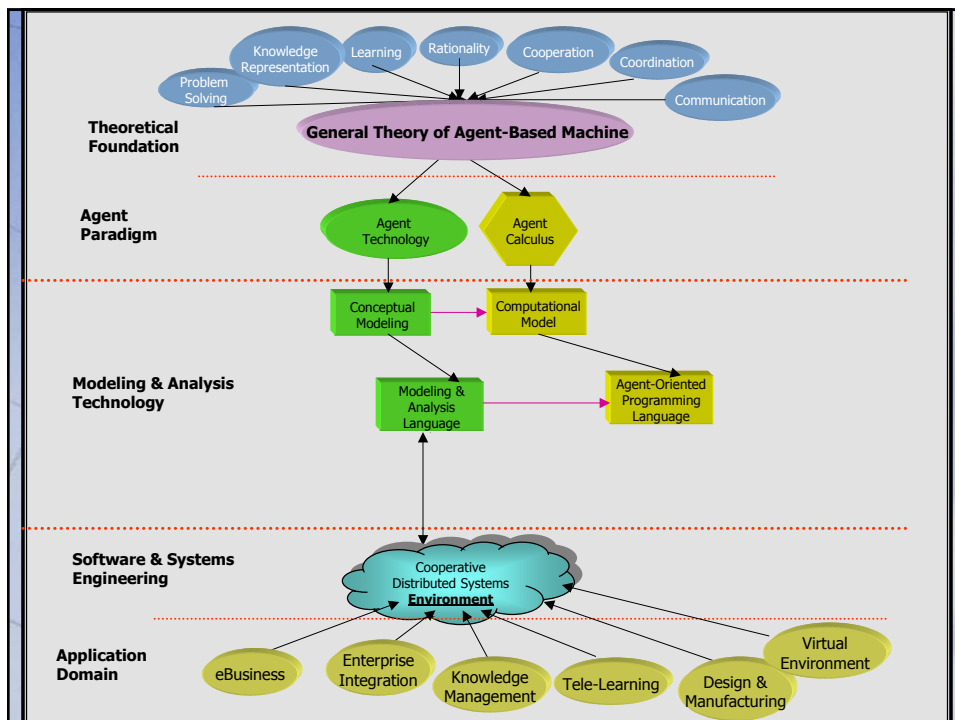 Knowledge
Representation
Learning
Rationality
Cooperation
Coordination
Problem
Solving
Communication
Theoretical
Foundation
General Theory of Agent-Based Machine
Agent
Paradigm
Agent
Technology
Agent
Calculus
Conceptual
Modeling
Computational
Model
Modeling & Analysis
Technology
Modeling &
Analysis
Language
Agent-Oriented
Programming
Language
Software & Systems
Engineering
Cooperative
Distributed Systems
Environment
Application
Domain
eBusiness
Enterprise
Integration
Knowledge
Management
Tele-Learning
Design &
Manufacturing
Virtual
Environment